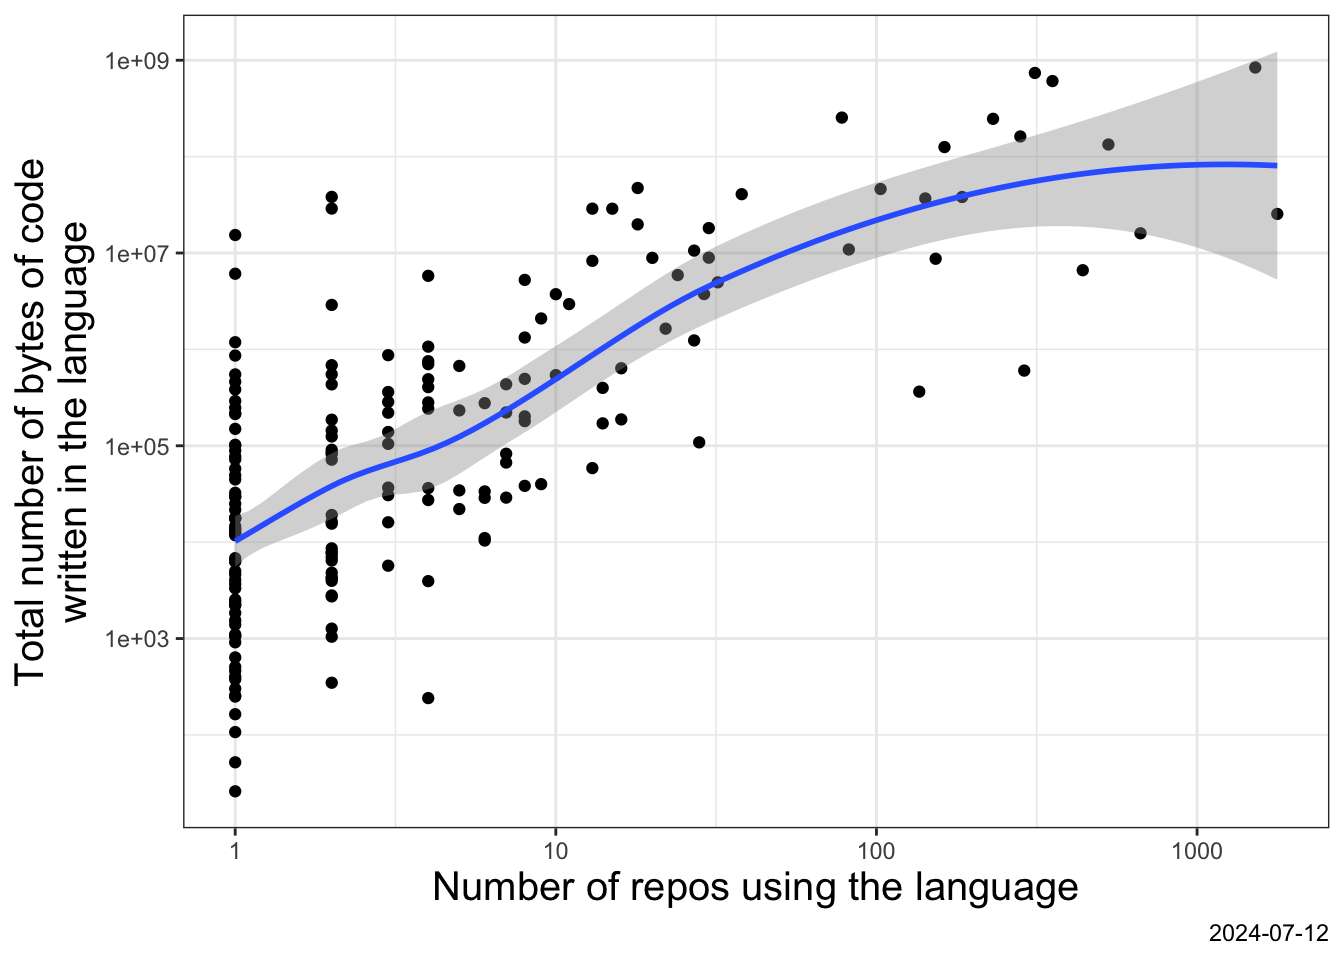 Total number of bytes of code
written in the language
1e+09
1e+07
1e+05
1e+03
1 10 100 1000
Number of repos using the language
2024-07-12